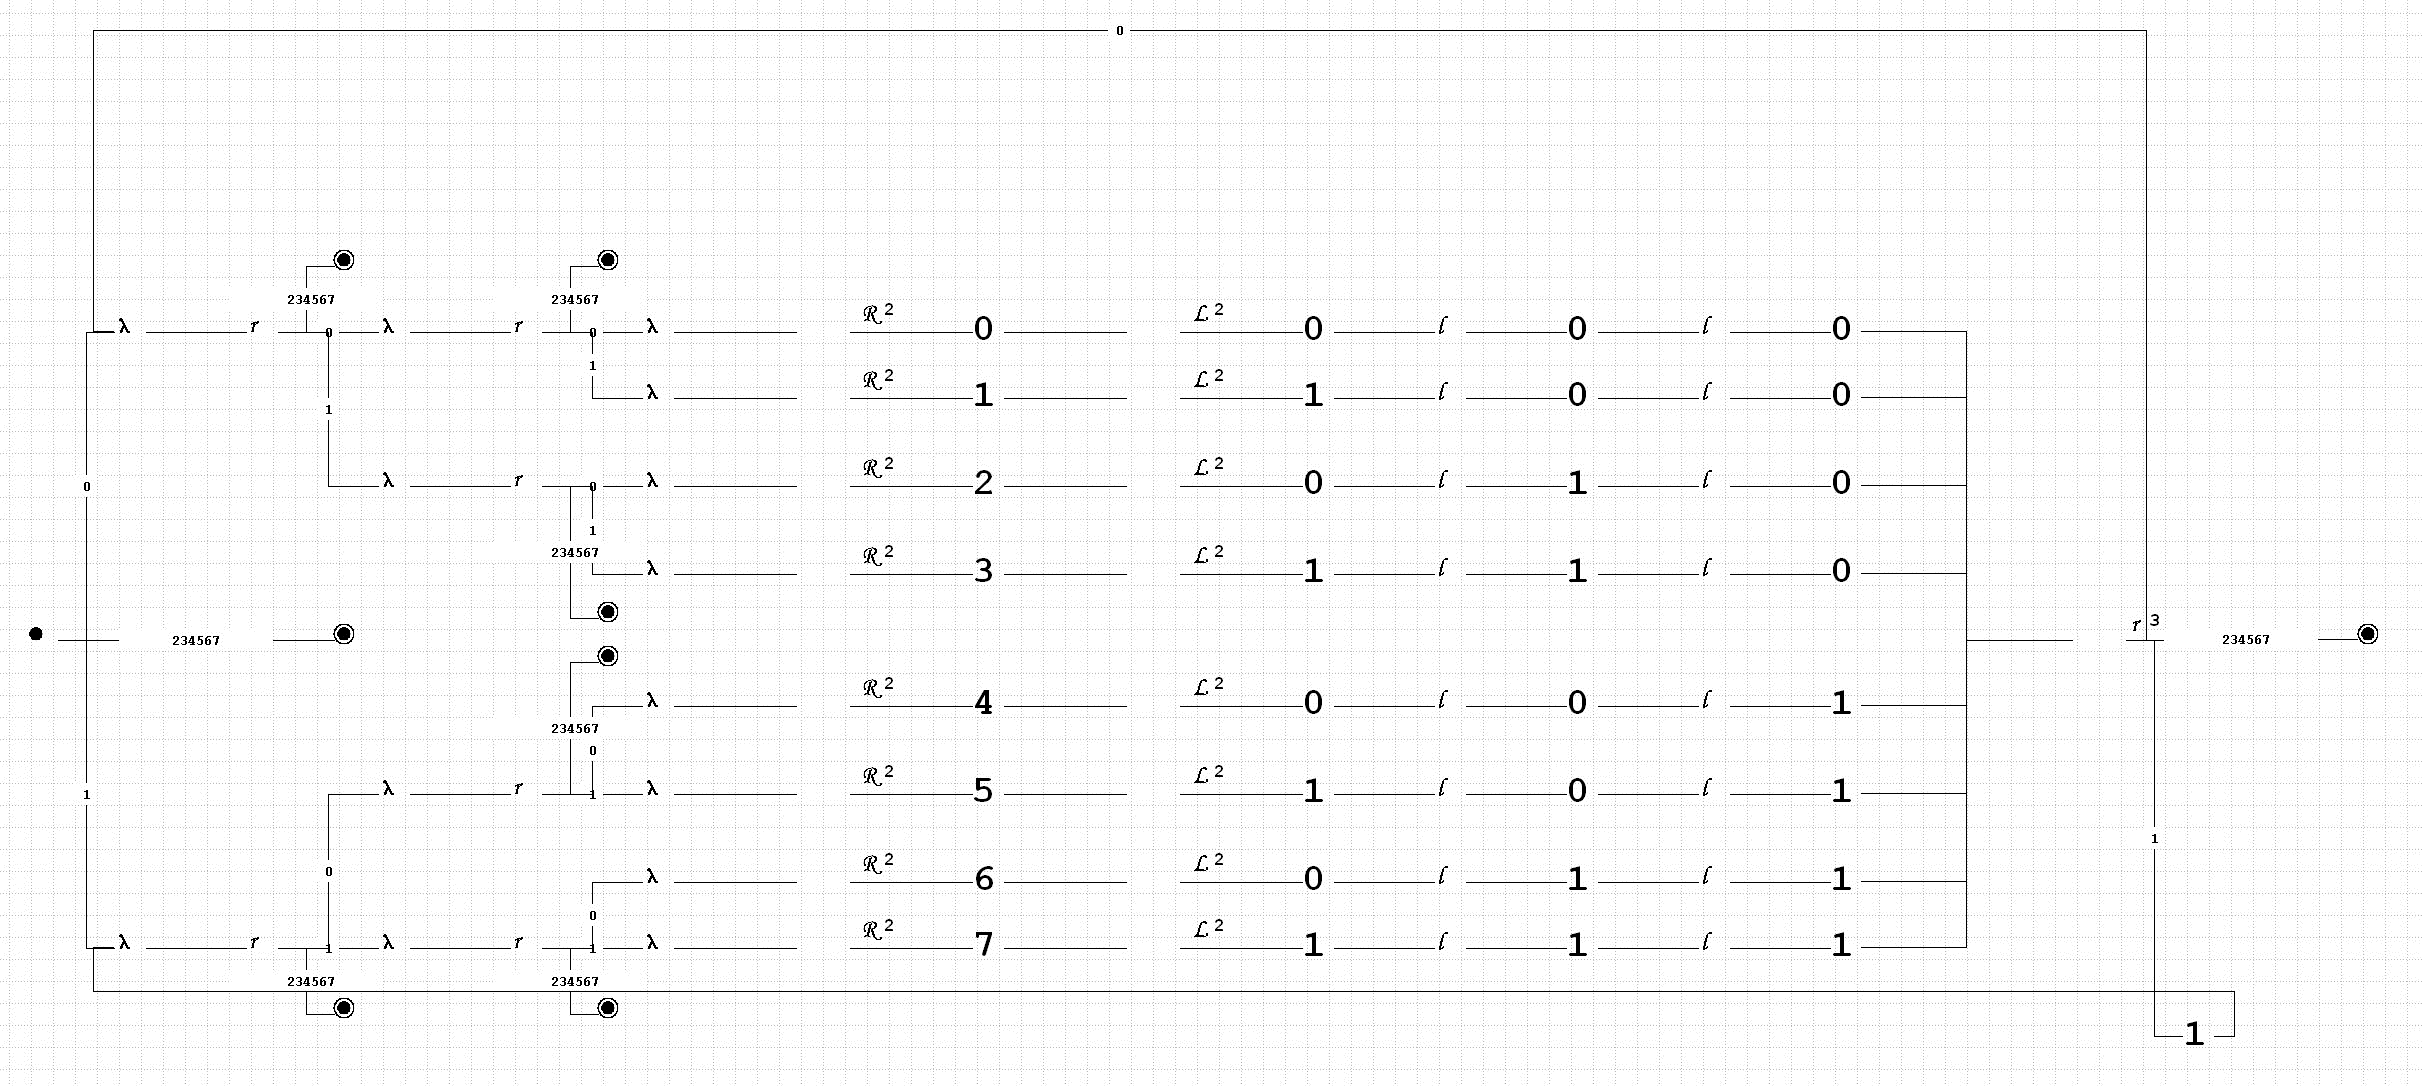 0
234567 234567
λ r 0 λ r 0 λ ℛ² 0 ℒ² 0 l 0 l 0
1
λ ℛ² 1 ℒ² 1 l 0 l 0
1
0 λ r 0 λ ℛ² 2 ℒ² 0 l 1 l 0
1
234567
λ ℛ² 3 ℒ² 1 l 1 l 0
r³
234567 234567
λ ℛ² 4 ℒ² 0 l 0 l 1
234567
0
1 λ r 1 λ ℛ² 5 ℒ² 1 l 0 l 1
1
0 λ ℛ² 6 ℒ² 0 l 1 l 1
0
λ r 1 λ r 1 λ ℛ² 7 ℒ² 1 l 1 l 1
234567 234567
1